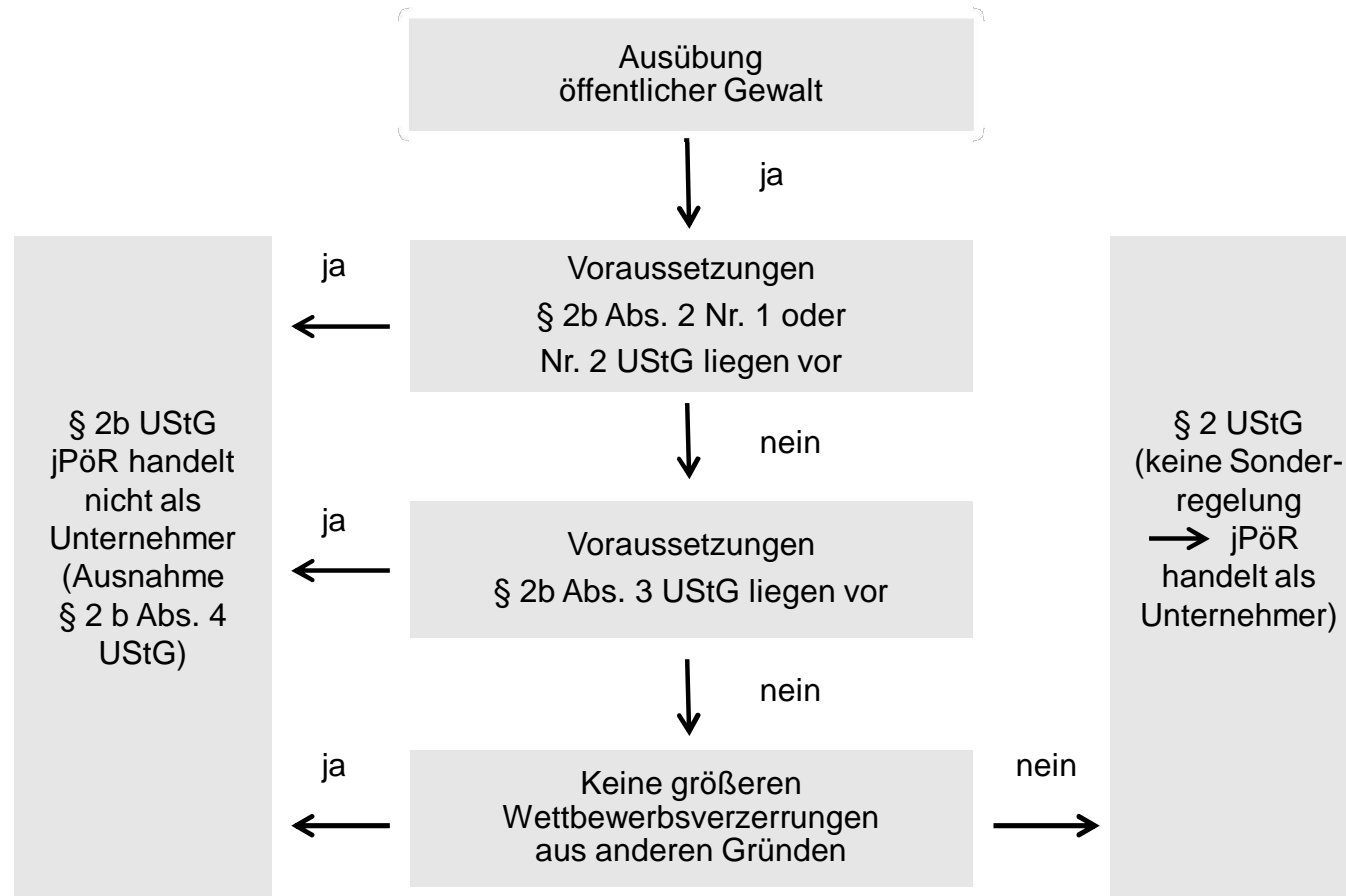 Ausübung
öffentlicher Gewalt
ja
ja
Voraussetzungen
§ 2b Abs. 2 Nr. 1 oder
Nr. 2 UStG liegen vor
nein
§ 2b UStG
jPöR handelt
nicht als
Unternehmer
(Ausnahme
§ 2 b Abs. 4
UStG)
§ 2 UStG
(keine Sonder-
regelung
jPöR
handelt als
Unternehmer)
ja
Voraussetzungen
§ 2b Abs. 3 UStG liegen vor
nein
ja
Keine größeren
Wettbewerbsverzerrungen
aus anderen Gründen
nein